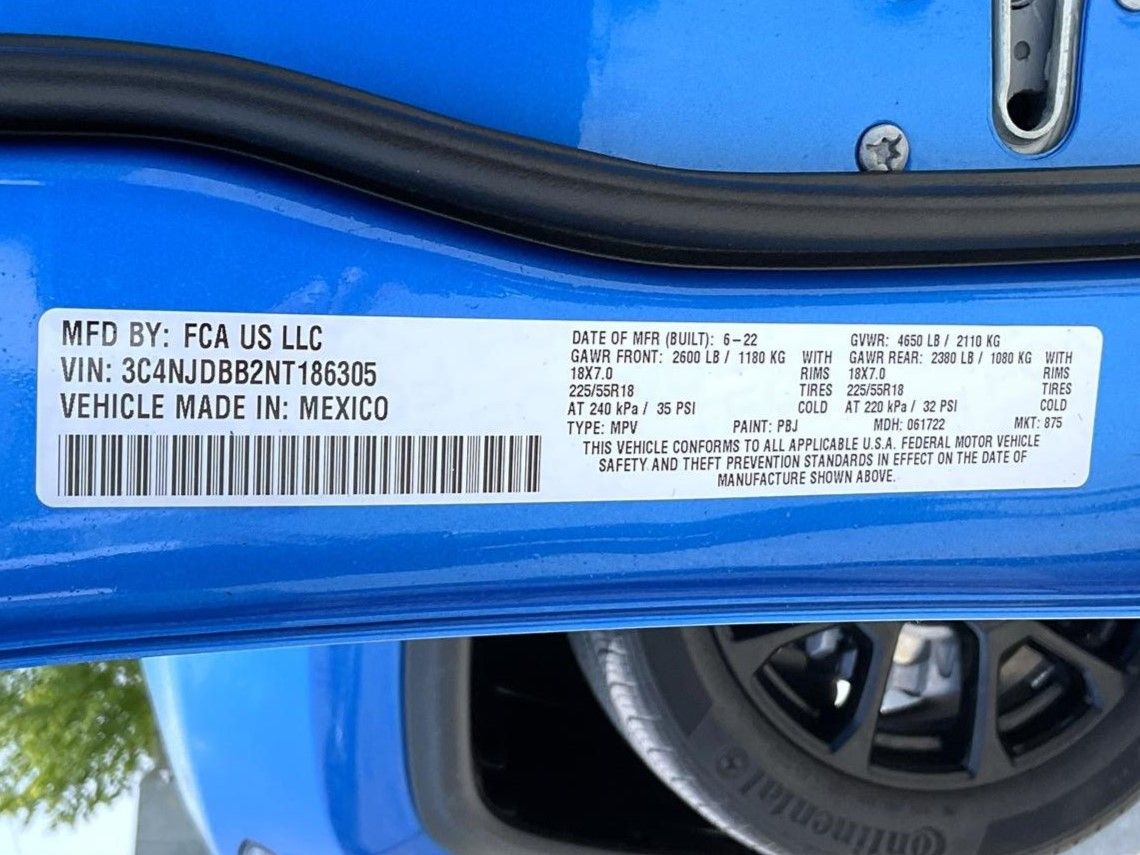 MFD BY: FCA US LLC
VIN: 3C4NJDBB2NT186305
VEHICLE MADE IN: MEXICO
DATE OF MFR (BUILT): 6-22 GVWR: 4650 LB / 2110 KG
GAWR FRONT: 2600 LB / 1180 KG WITH GAWR REAR: 2380 LB / 1080 KG WITH
18X7.0 RIMS 18X7.0 RIMS
225/55R18 TIRES 225/55R18 TIRES
AT 240 kPa / 35 PSI COLD AT 220 kPa / 32 PSI COLD
TYPE: MPV PAINT: PBJ MDH: 061722 MKT: 875
THIS VEHICLE CONFORMS TO ALL APPLICABLE U.S.A. FEDERAL MOTOR VEHICLE
SAFETY AND THEFT PREVENTION STANDARDS IN EFFECT ON THE DATE OF
MANUFACTURE SHOWN ABOVE.
Continental
Continental